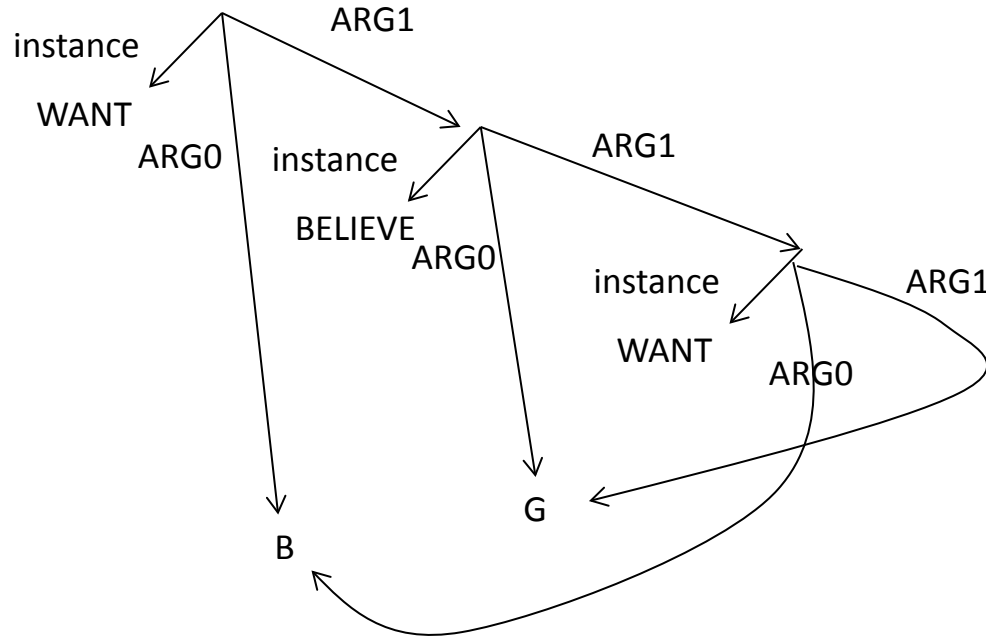 ARG1
instance
WANT
ARG0
ARG1
instance
BELIEVE
ARG0
instance
ARG1
WANT
ARG0
G
B